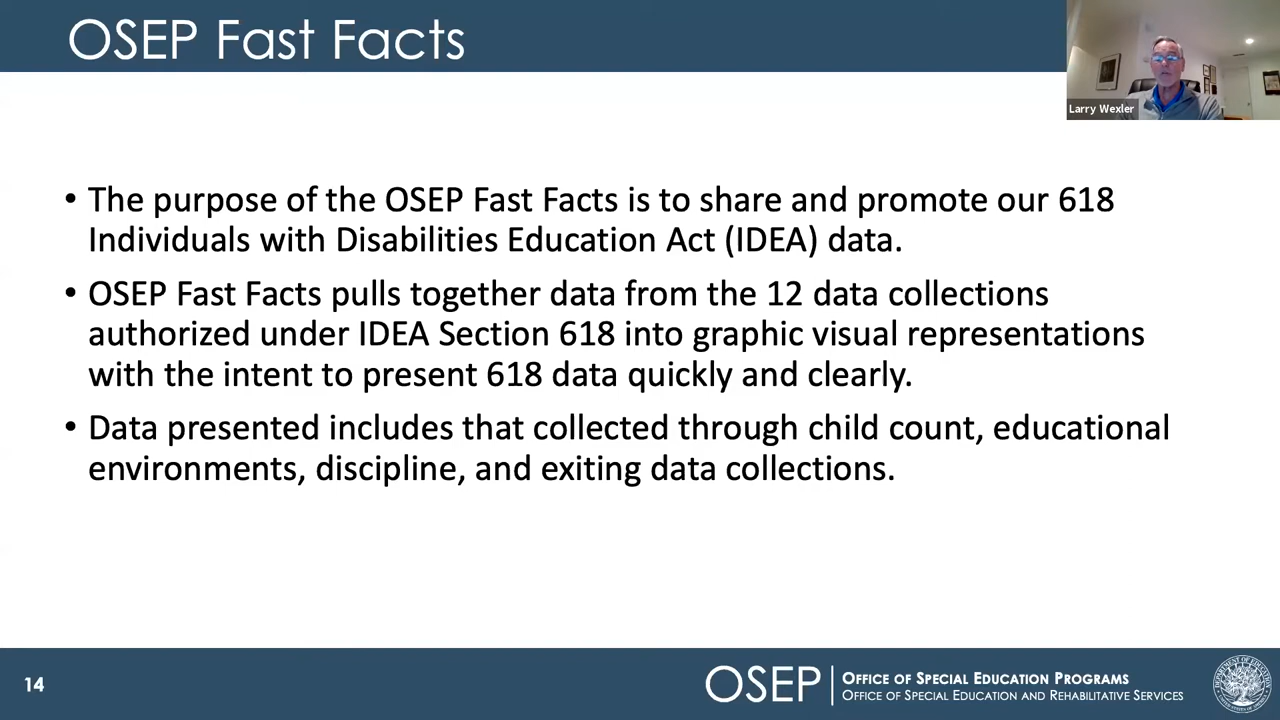 OSEP Fast Facts
Larry Wexler
• The purpose of the OSEP Fast Facts is to share and promote our 618
Individuals with Disabilities Education Act (IDEA) data.
• OSEP Fast Facts pulls together data from the 12 data collections
authorized under IDEA Section 618 into graphic visual representations
with the intent to present 618 data quickly and clearly.
• Data presented includes that collected through child count, educational
environments, discipline, and exiting data collections.
14
OSEP
OFFICE OF SPECIAL EDUCATION PROGRAMS
OFFICE OF SPECIAL EDUCATION AND REHABILITATIVE SERVICES